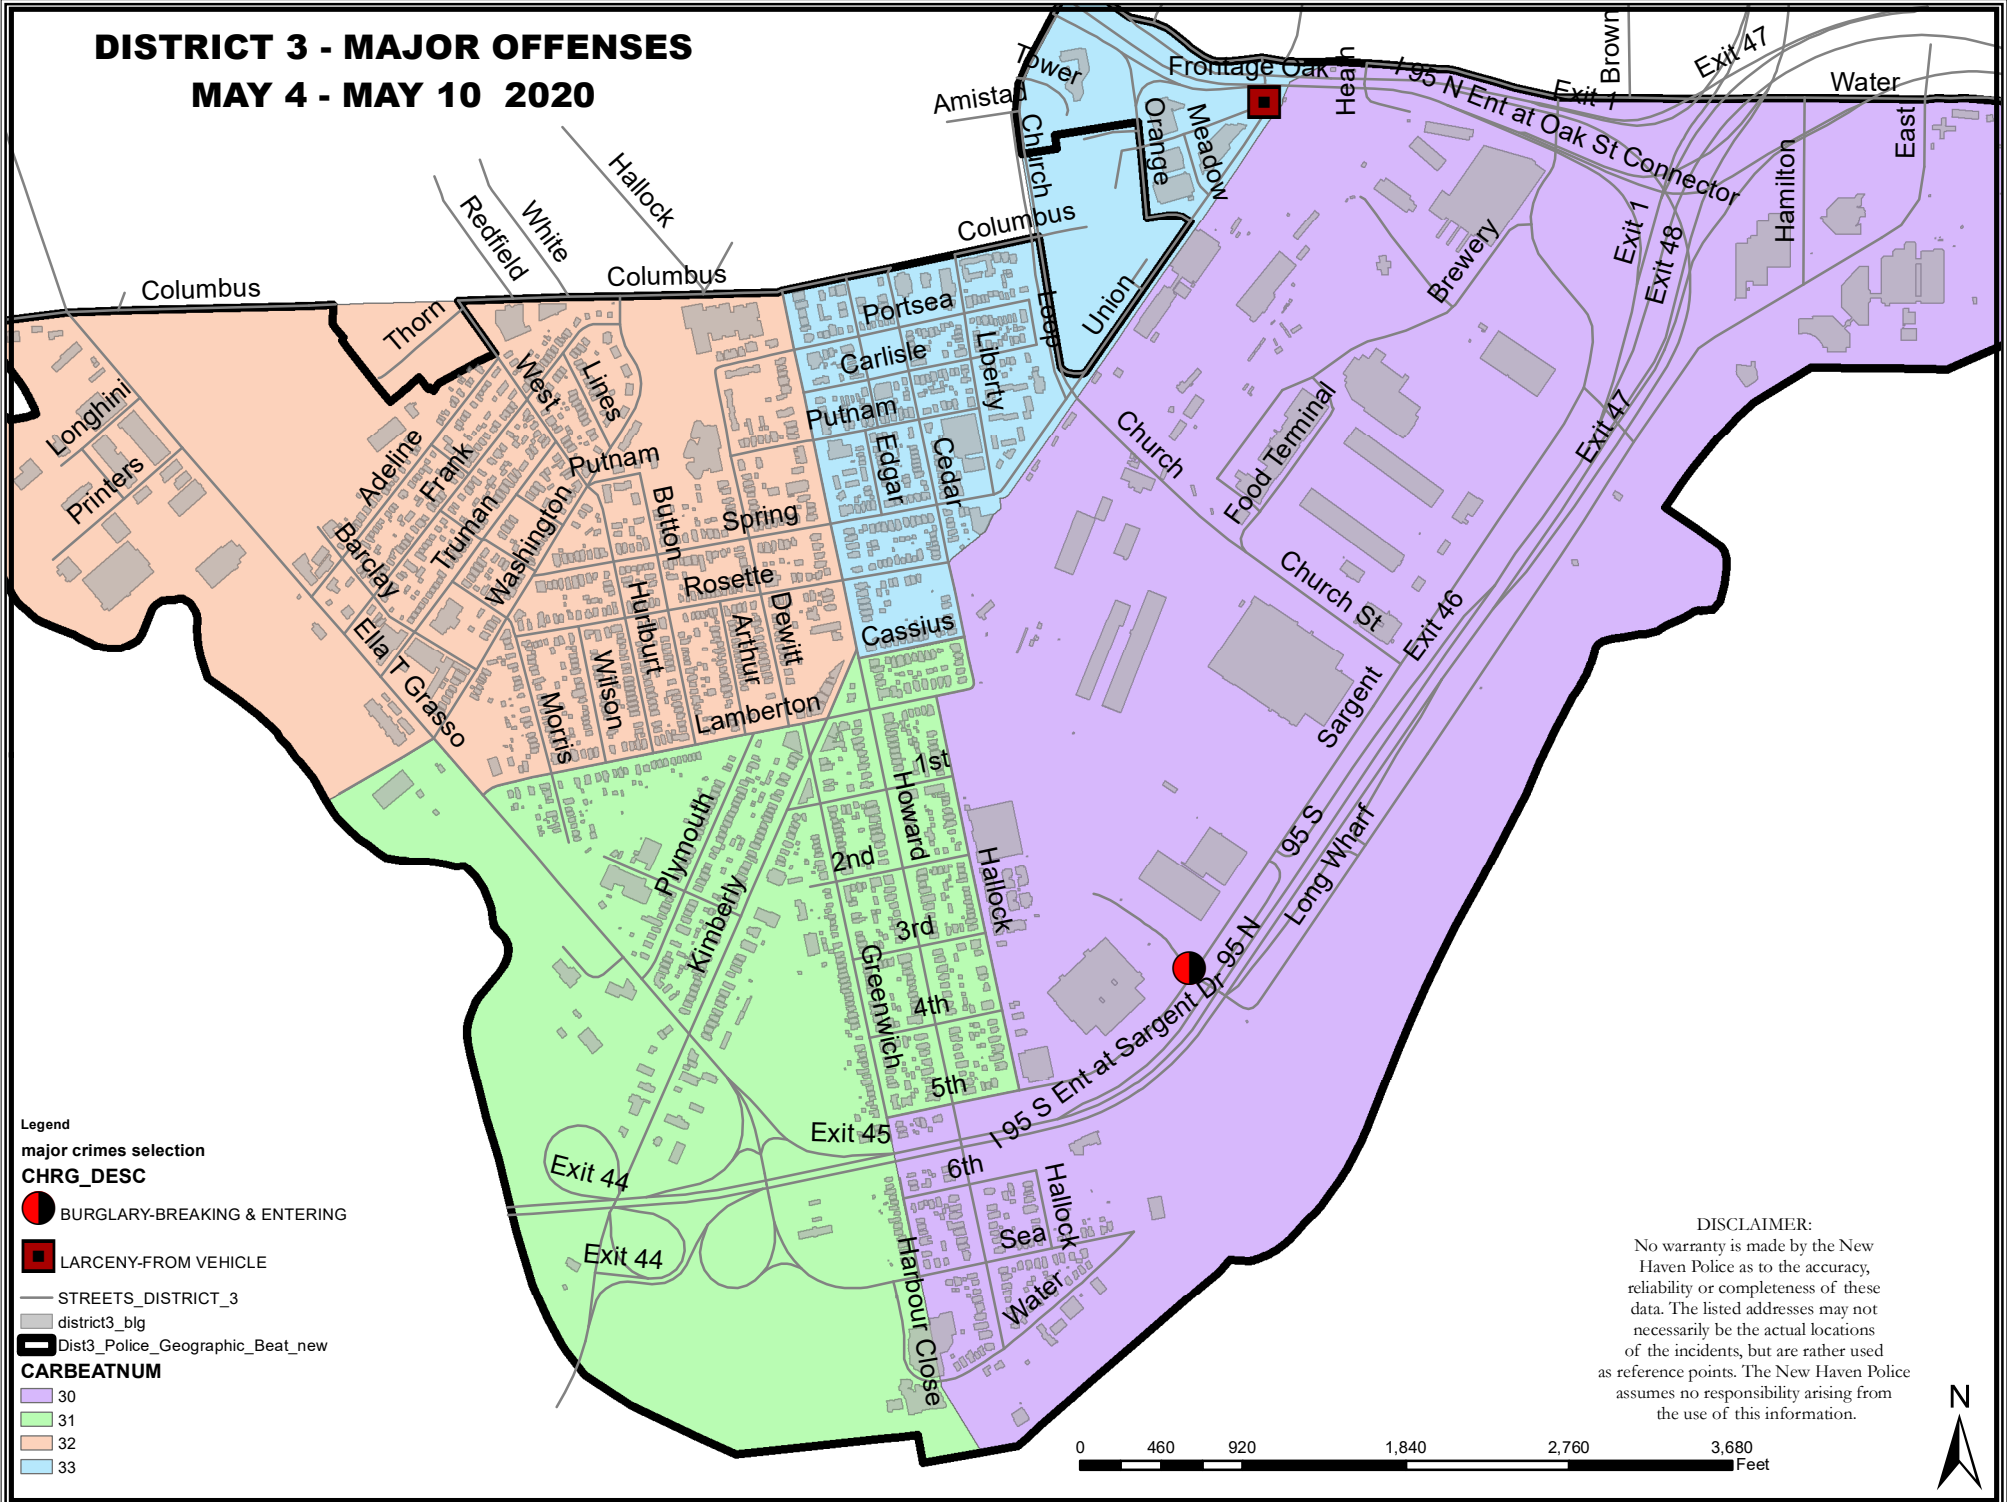 DISTRICT 3 - MAJOR OFFENSES
MAY 4 - MAY 10  2020
Tower
Amistad
Church
Orange
Meadow
Frontage Oak
Heath
I 95 N Ent at Oak St Connector
Exit 1
Brown
Exit 47
Water
East
Hamilton
Exit 1
Exit 48
Brewery
Hallock
White
Redfield
Columbus
Columbus
Columbus
Thorn
Portsea
Carlisle
Liberty
Loop
Union
Putnam
Edgar
Cedar
Longhini
Printers
Adeline
Frank
Truman
Barclay
Washington
West
Lines
Putnam
Button
Spring
Rosette
Hurlburt
Arthur
Dewitt
Wilson
Morris
Lamberton
Ella T Grasso
Cassius
Church
Food Terminal
Church St
Exit 47
Exit 46
Sargent
1st
Howard
2nd
Hallock
3rd
Greenwich
4th
5th
Plymouth
Kimberly
95 S
Long Wharf
95 N
I 95 S Ent at Sargent Dr
Exit 45
Exit 44
Exit 44
6th
Hallock
Sea
Water
Harbour Close
Legend
major crimes selection
CHRG_DESC
BURGLARY-BREAKING & ENTERING
LARCENY-FROM VEHICLE
STREETS_DISTRICT_3
district3_blg
Dist3_Police_Geographic_Beat_new
CARBEATNUM
30
31
32
33
DISCLAIMER:
No warranty is made by the New
Haven Police as to the accuracy,
reliability or completeness of these
data. The listed addresses may not
necessarily be the actual locations
of the incidents, but are rather used
as reference points. The New Haven Police
assumes no responsibility arising from
the use of this information.
N
0 460 920 1,840 2,760 3,680
Feet